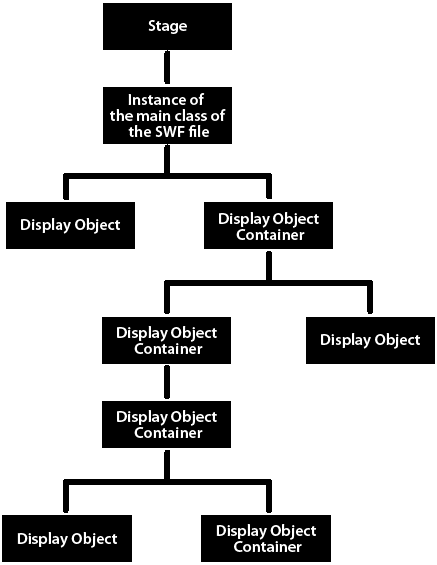 Stage
Instance of
the main class of
the SWF file
Display Object
Display Object
Container
Display Object
Container
Display Object
Display Object
Container
Display Object
Display Object
Container